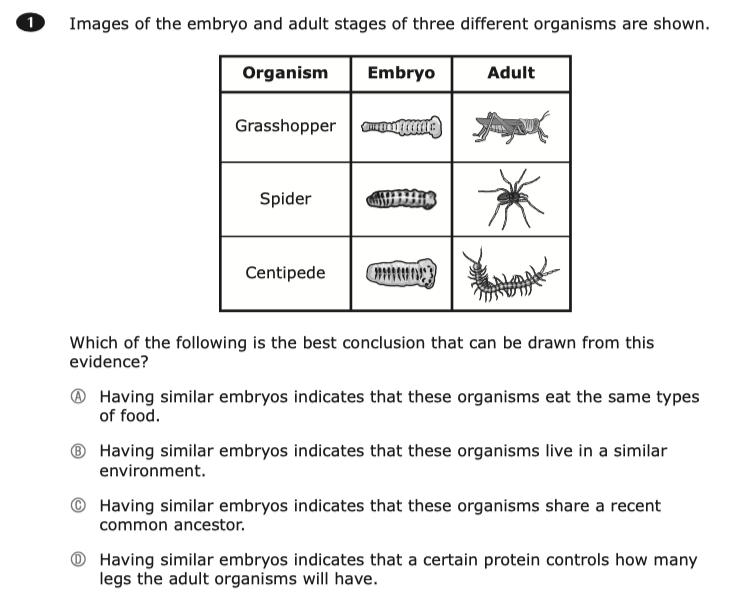 1 Images of the embryo and adult stages of three different organisms are shown.
Organism Embryo Adult
Grasshopper
Spider
Centipede
Which of the following is the best conclusion that can be drawn from this
evidence?
Ⓐ Having similar embryos indicates that these organisms eat the same types
of food.
Ⓑ Having similar embryos indicates that these organisms live in a similar
environment.
Ⓒ Having similar embryos indicates that these organisms share a recent
common ancestor.
Ⓓ Having similar embryos indicates that a certain protein controls how many
legs the adult organisms will have.